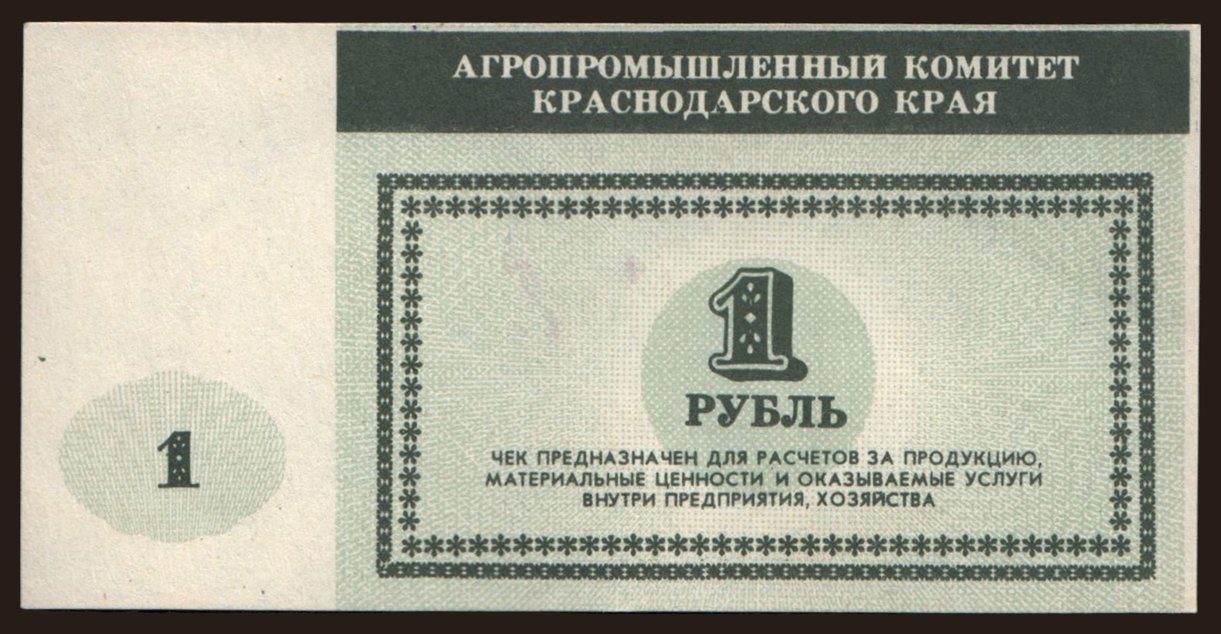 АГРОПРОМЫШЛЕННЫЙ КОМИТЕТ
КРАСНОДАРСКОГО КРАЯ
1
РУБЛЬ
ЧЕК ПРЕДНАЗНАЧЕН ДЛЯ РАСЧЕТОВ ЗА ПРОДУКЦИЮ,
МАТЕРИАЛЬНЫЕ ЦЕННОСТИ И ОКАЗЫВАЕМЫЕ УСЛУГИ
ВНУТРИ ПРЕДПРИЯТИЯ, ХОЗЯЙСТВА
1